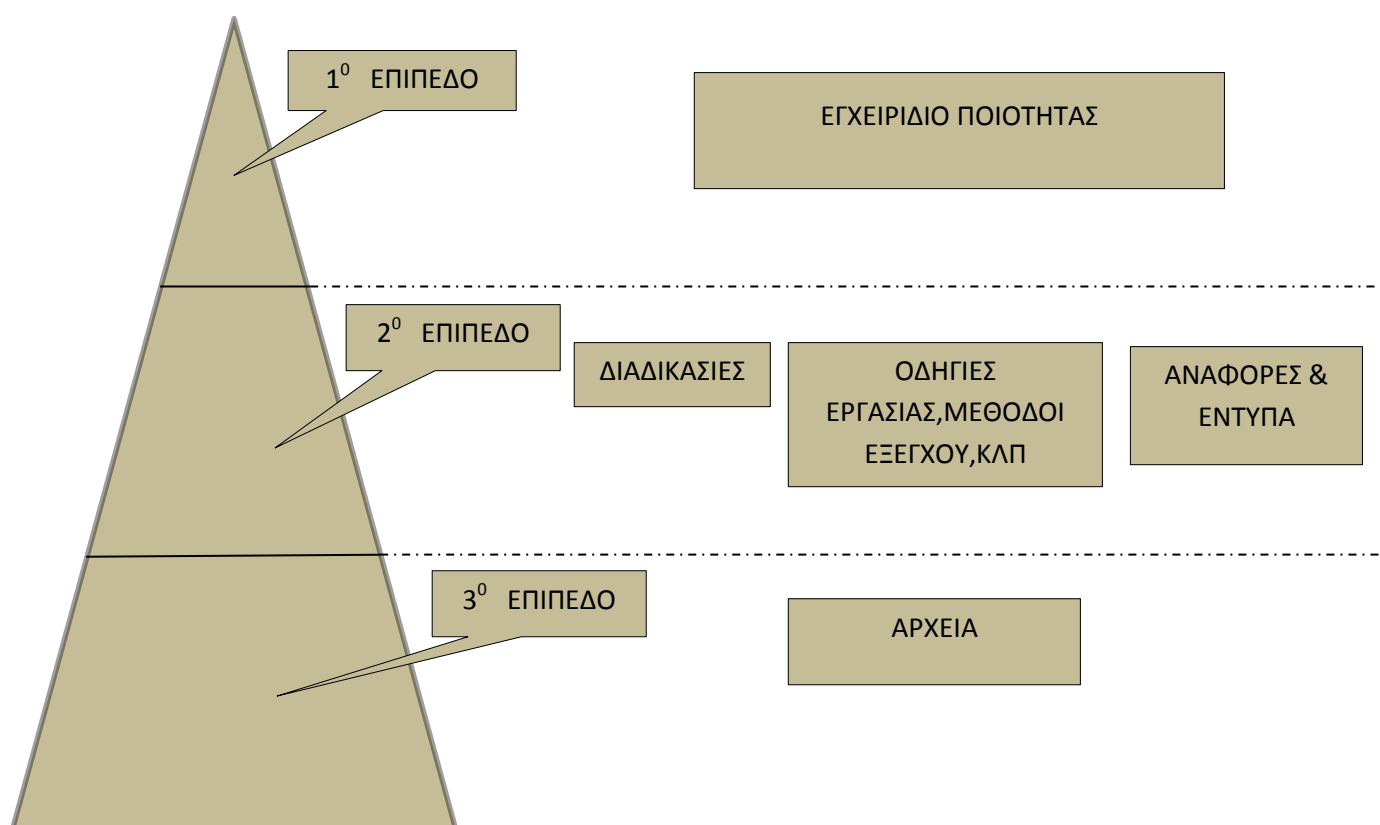 1⁰ ΕΠΙΠΕΔΟ
ΕΓΧΕΙΡΙΔΙΟ ΠΟΙΟΤΗΤΑΣ
2⁰ ΕΠΙΠΕΔΟ
ΔΙΑΔΙΚΑΣΙΕΣ
ΟΔΗΓΙΕΣ
ΕΡΓΑΣΙΑΣ,ΜΕΘΟΔΟΙ
ΕΞΕΓΧΟΥ,ΚΛΠ
ΑΝΑΦΟΡΕΣ &
ΕΝΤΥΠΑ
3⁰ ΕΠΙΠΕΔΟ
ΑΡΧΕΙΑ